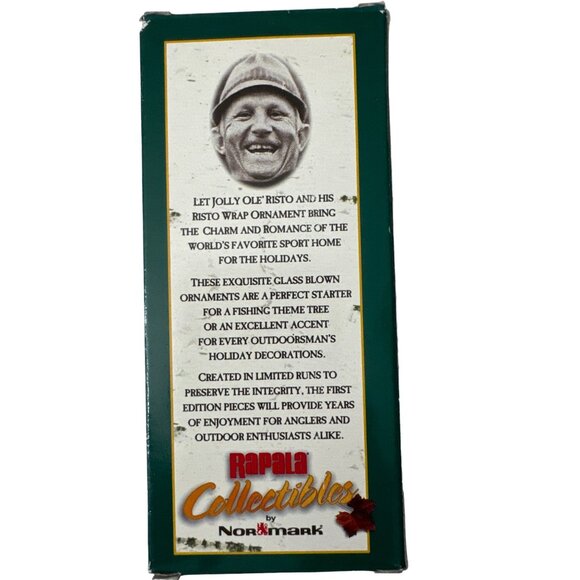 LET JOLLY OLE' RISTO AND HIS
RISTO WRAP ORNAMENT BRING
THE CHARM AND ROMANCE OF THE
WORLD'S FAVORITE SPORT HOME
FOR THE HOLIDAYS.
THESE EXQUISITE GLASS BLOWN
ORNAMENTS ARE A PERFECT STARTER
FOR A FISHING THEME TREE
OR AN EXCELLENT ACCENT
FOR EVERY OUTDOORSMAN'S
HOLIDAY DECORATIONS.
CREATED IN LIMITED RUNS TO
PRESERVE THE INTEGRITY, THE FIRST
EDITION PIECES WILL PROVIDE YEARS
OF ENJOYMENT FOR ANGLERS AND
OUTDOOR ENTHUSIASTS ALIKE.
RAPALA
Collectibles
by
NORMARK